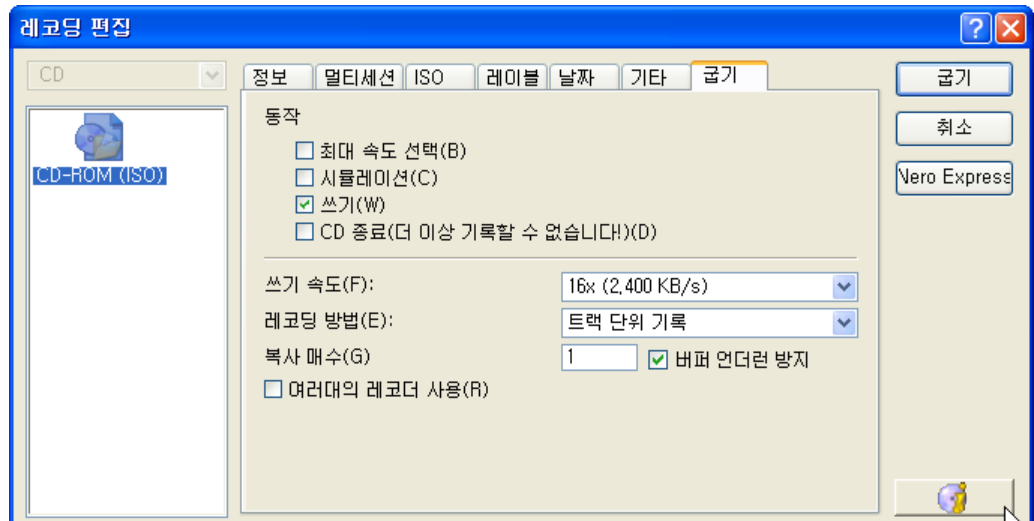 레코딩 편집
CD
CD-ROM (ISO)
정보 멀티세션 ISO 레이블 날짜 기타 굽기
동작
최대 속도 선택(B)
시뮬레이션(C)
쓰기(W)
CD 종료(더 이상 기록할 수 없습니다!)(D)
쓰기 속도(F): 16x (2,400 KB/s)
레코딩 방법(E): 트랙 단위 기록
복사 매수(G) 1 버퍼 언더런 방지
여러대의 레코더 사용(R)
굽기
취소
Nero Express